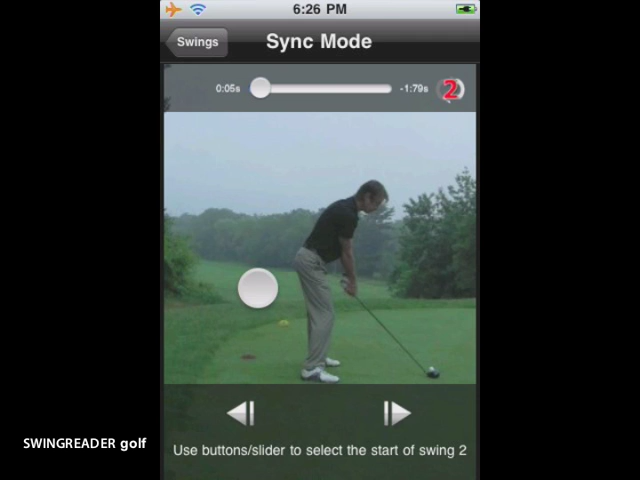 6:26 PM
Swings
Sync Mode
0:05s
-1:79s
2
Use buttons/slider to select the start of swing 2
SWINGREADER golf